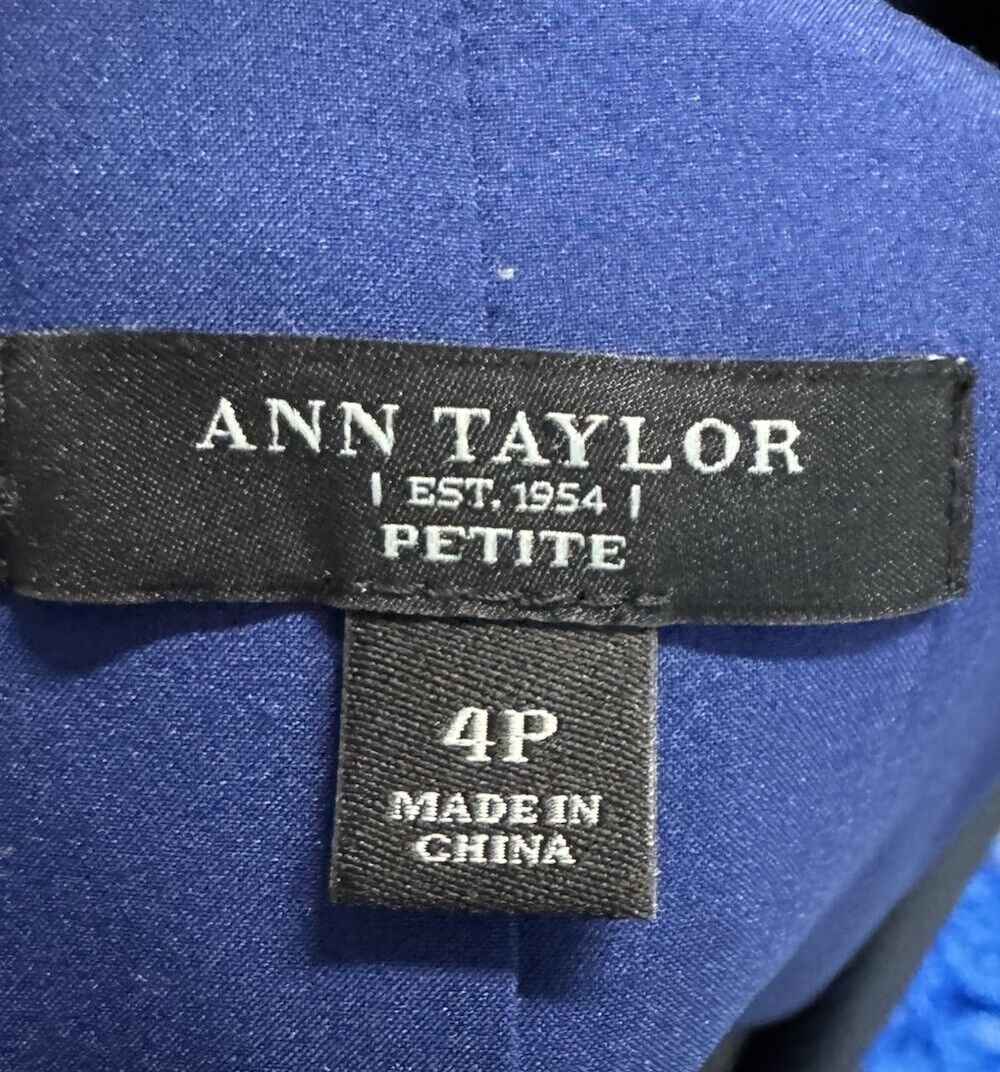 ANN TAYLOR
| EST. 1954 |
PETITE
4P
MADE IN
CHINA